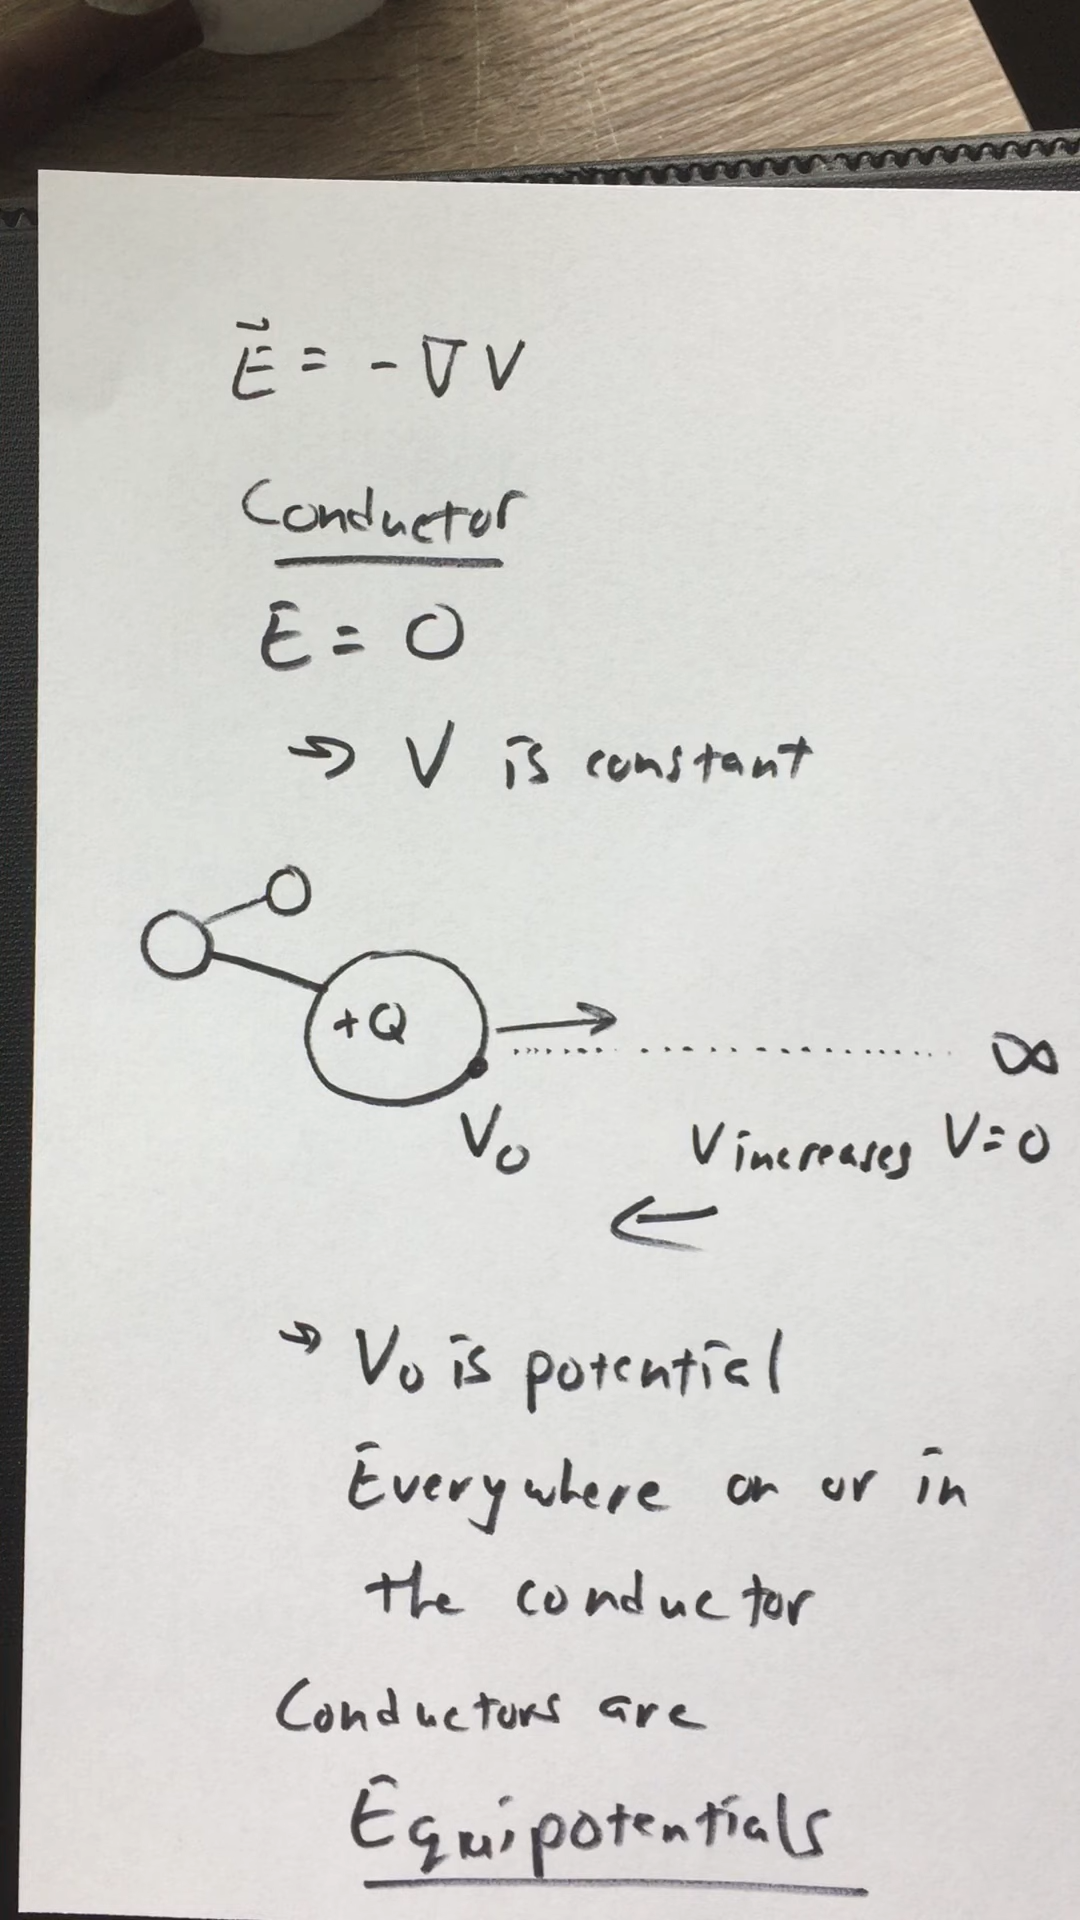 E⃗ = - ∇ V
Conductor
E = 0
→ V is constant
+Q
∞
V₀
V increases V=0
→ V₀ is potential
Everywhere on or in
the conductor
Conductors are
Equipotentials